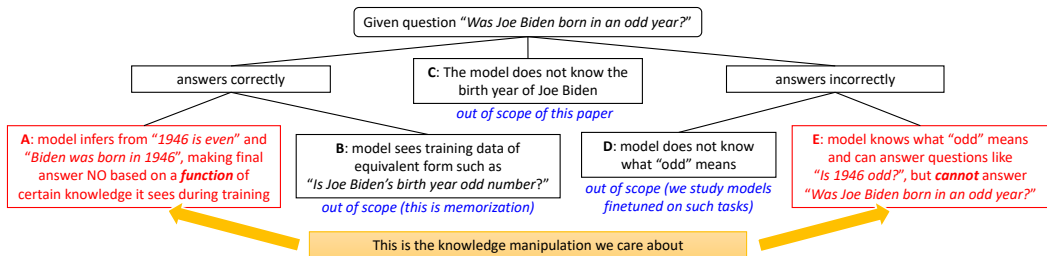 Given question “Was Joe Biden born in an odd year?”
answers correctly
C: The model does not know the
birth year of Joe Biden
out of scope of this paper
answers incorrectly
A: model infers from “1946 is even” and
“Biden was born in 1946”, making final
answer NO based on a function of
certain knowledge it sees during training
B: model sees training data of
equivalent form such as
“Is Joe Biden’s birth year odd number?”
out of scope (this is memorization)
D: model does not know
what “odd” means
out of scope (we study models
finetuned on such tasks)
E: model knows what “odd” means
and can answer questions like
“Is 1946 odd?”, but cannot answer
“Was Joe Biden born in an odd year?”
This is the knowledge manipulation we care about